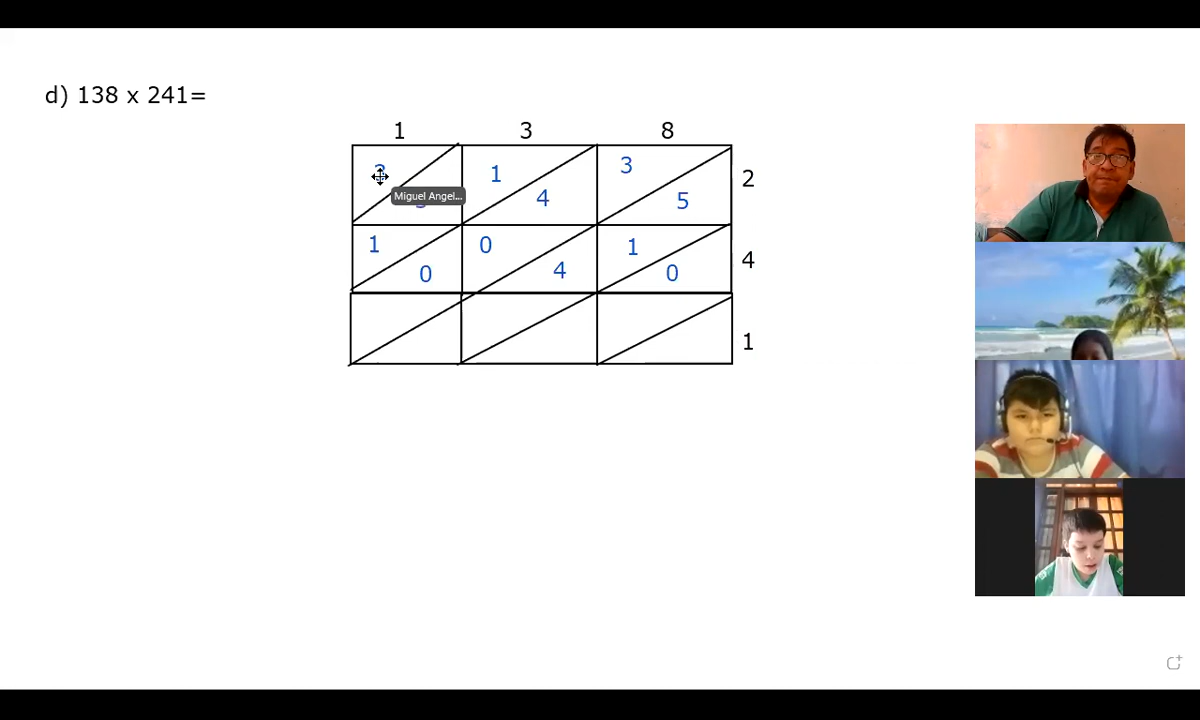 d) 138 x 241=
1 3 8
3 1 3 2
4 5
Miguel Angel...
1 0 1 4
0 4 0
1